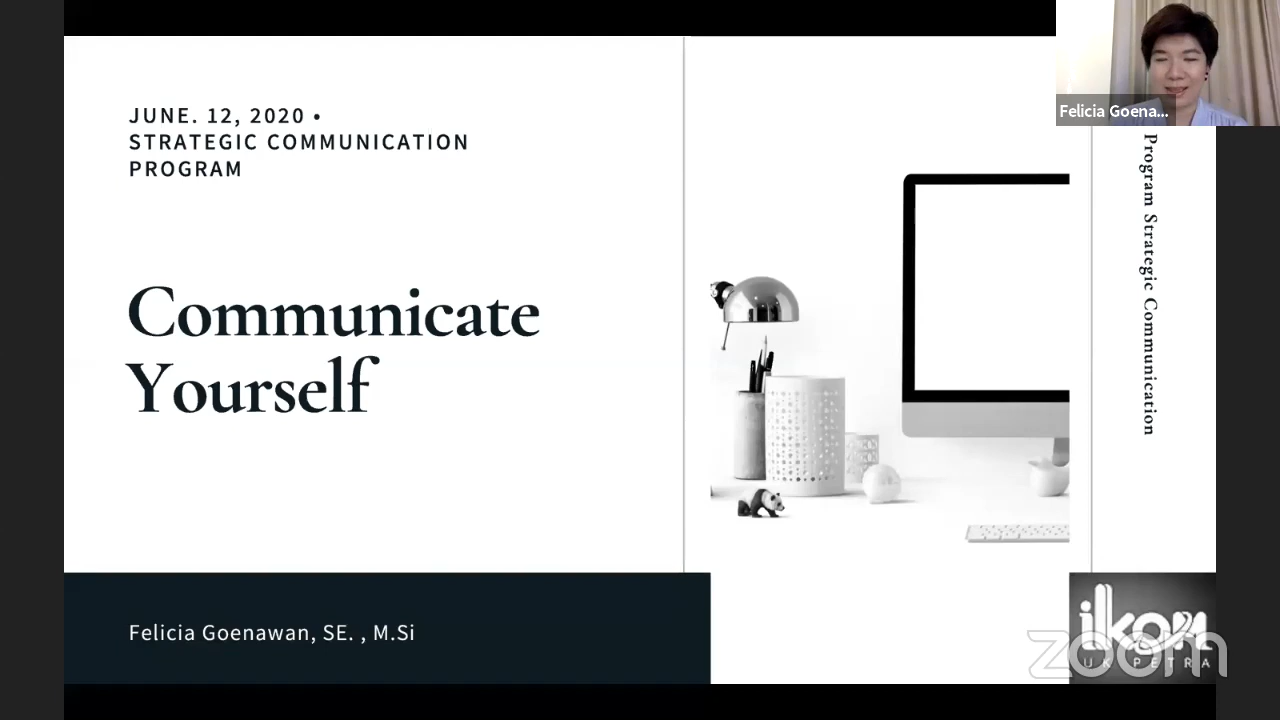 JUNE. 12, 2020 •
STRATEGIC COMMUNICATION
PROGRAM
Communicate
Yourself
Felicia Goenawan, SE. , M.Si
Felicia Goena...
Program Strategic Communication
ilkom
UK PETRA
zoom